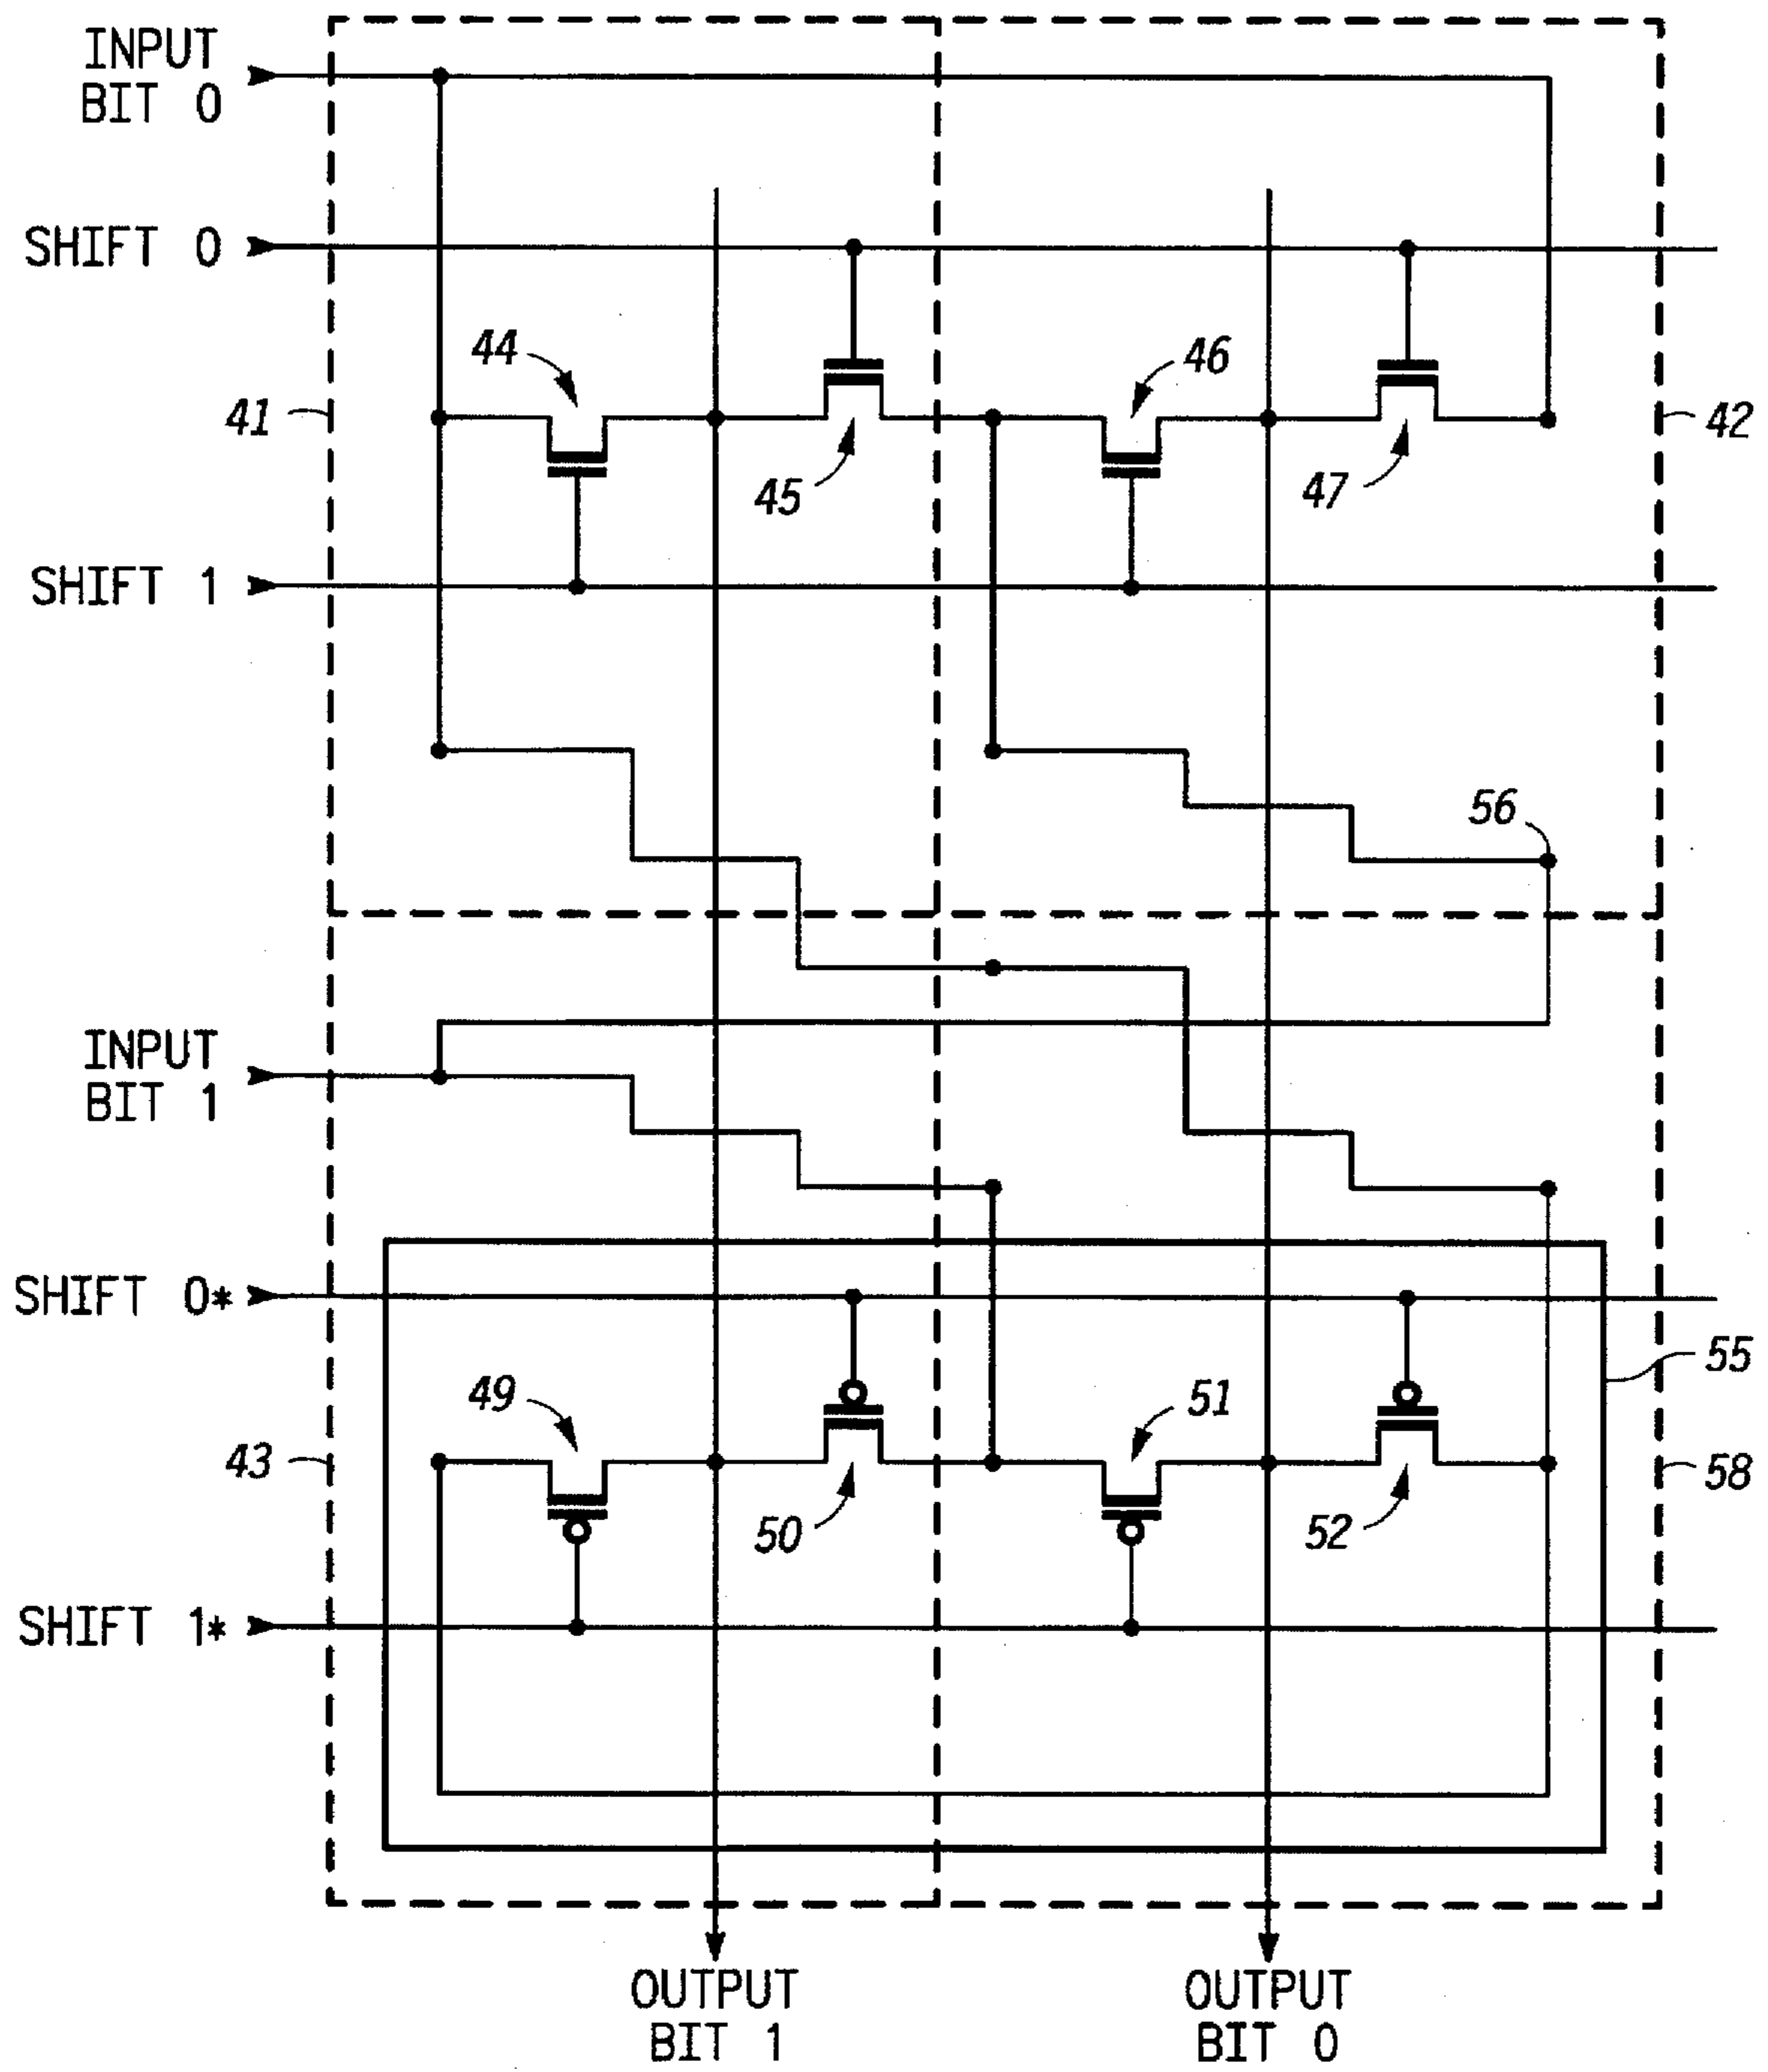 INPUT
BIT 0
SHIFT 0
44
46
41
42
45
47
SHIFT 1
56
INPUT
BIT 1
SHIFT 0*
55
49
51
43
58
50
52
SHIFT 1*
OUTPUT
BIT 1
OUTPUT
BIT 0